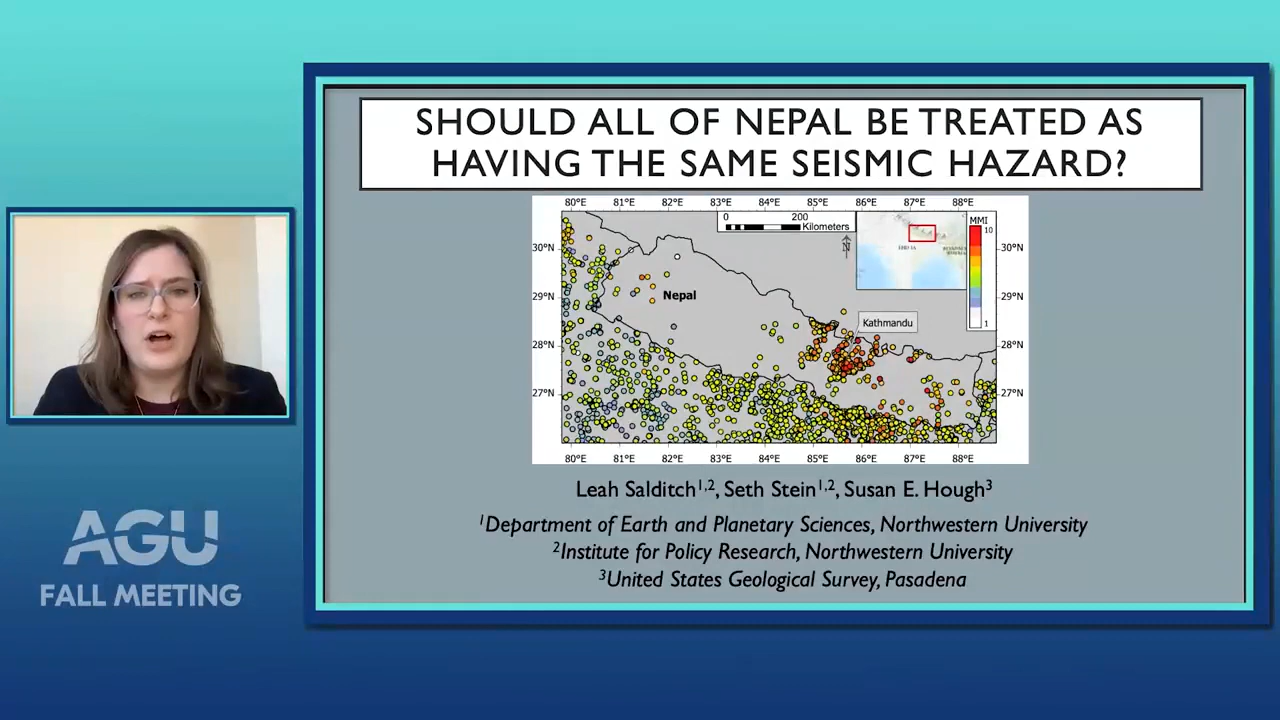 SHOULD ALL OF NEPAL BE TREATED AS
HAVING THE SAME SEISMIC HAZARD?
80°E 81°E 82°E 83°E 84°E 85°E 86°E 87°E 88°E
0 200
Kilometers
N
MMI
10
1
30°N 30°N
29°N 29°N
28°N 28°N
27°N 27°N
Nepal
Kathmandu
80°E 81°E 82°E 83°E 84°E 85°E 86°E 87°E 88°E
Leah Salditch1,2, Seth Stein1,2, Susan E. Hough3
1Department of Earth and Planetary Sciences, Northwestern University
2Institute for Policy Research, Northwestern University
3United States Geological Survey, Pasadena
AGU
FALL MEETING